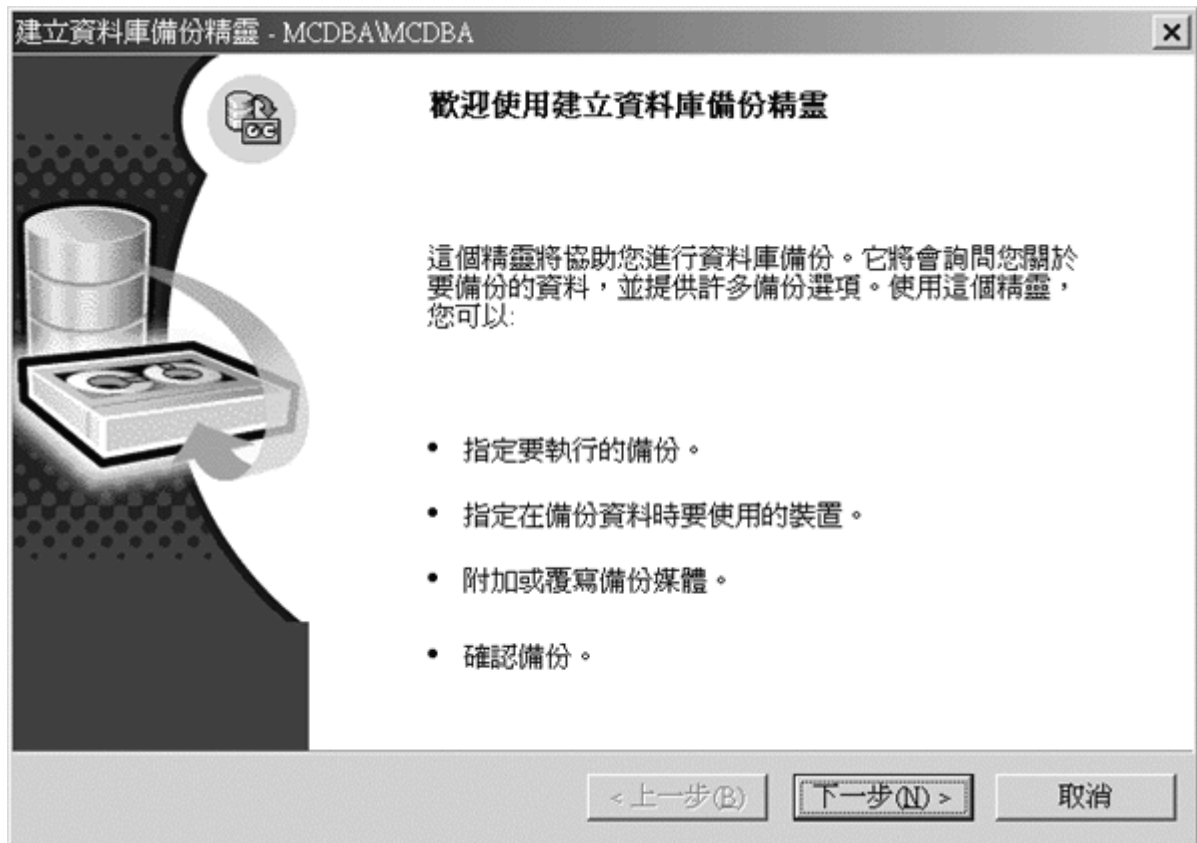 建立資料庫備份精靈 - MCDBA\MCDBA
歡迎使用建立資料庫備份精靈
這個精靈將協助您進行資料庫備份。它將會詢問您關於
要備份的資料，並提供許多備份選項。使用這個精靈，
您可以:
• 指定要執行的備份。
• 指定在備份資料時要使用的裝置。
• 附加或覆寫備份媒體。
• 確認備份。
<上一步(B)
下一步(N) >
取消